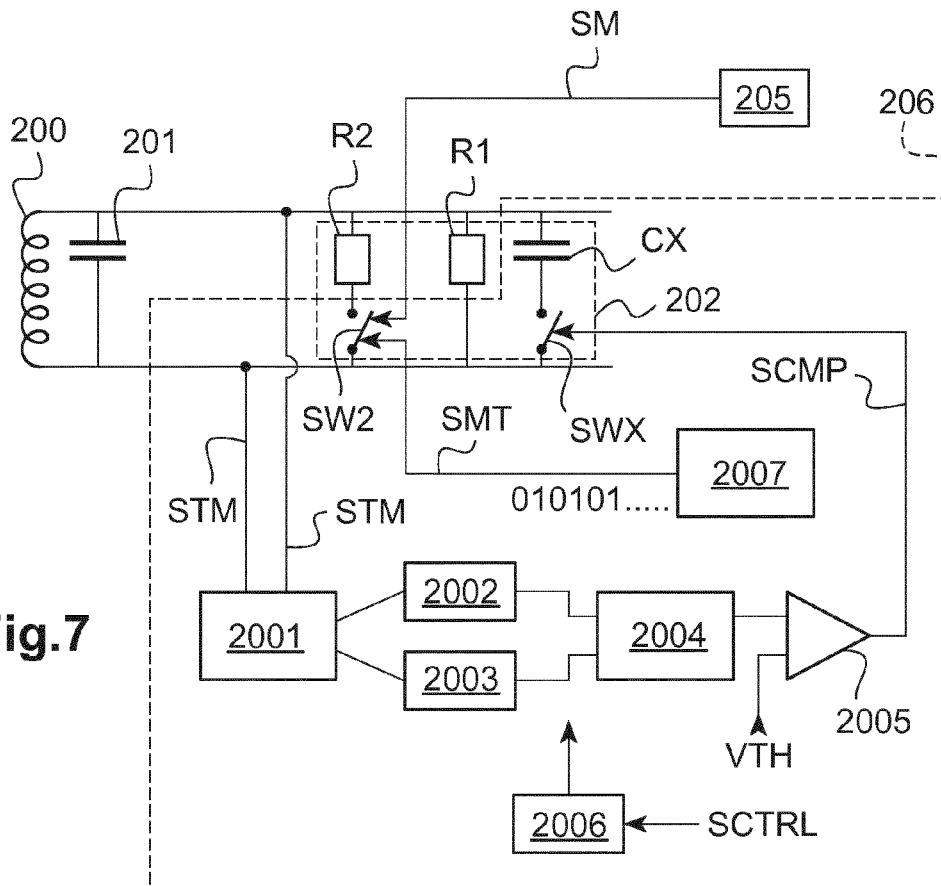 SM
205
206
200
201
R2
R1
CX
202
SCMP
SW2
SMT
SWX
2007
010101.....
STM
STM
ig.7
2001
2002
2003
2004
2005
VTH
2006
SCTRL